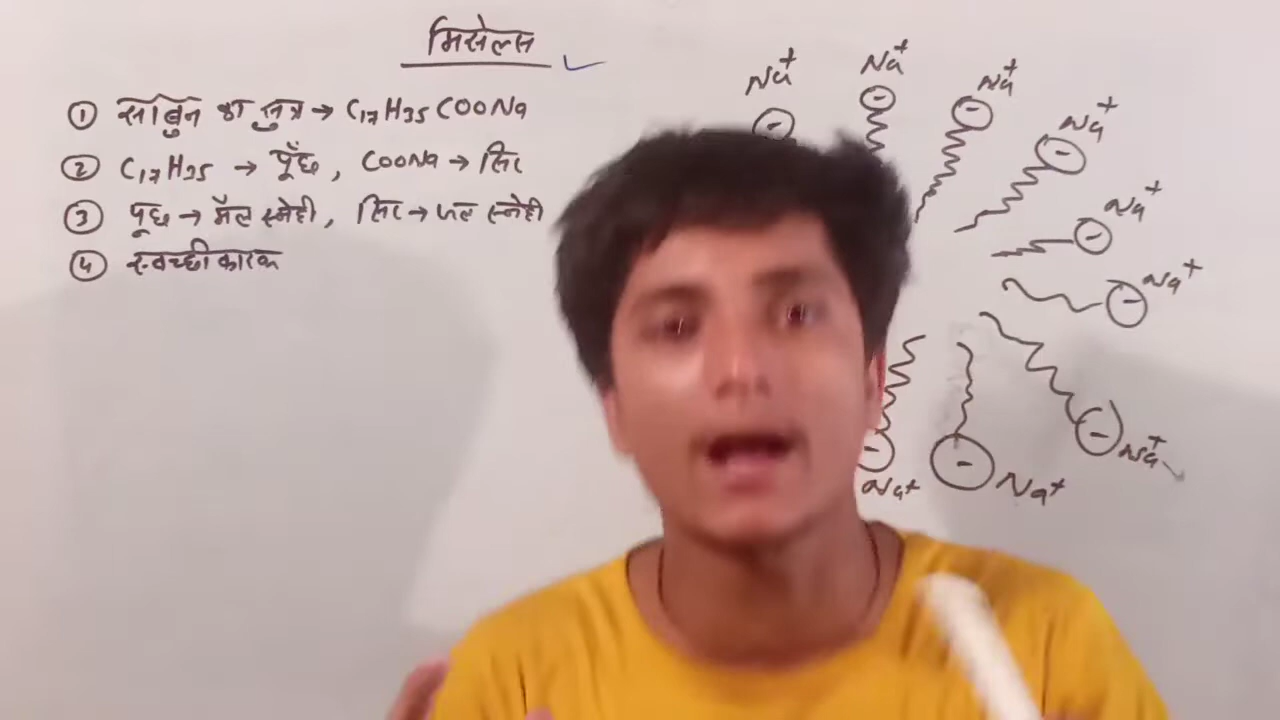 मिसेल्स
① साबुन का सुत्र → C₁₇H₃₅COONa
② C₁₇H₃₅ → पूँछ, COONa → सिर
③ पूछ → मैल स्नेही, सिर → जल स्नेही
④ स्वच्छीकारक
Na⁺
Na⁺
Na⁺
Na⁺
Na⁺
Na⁺
Na⁺
Na⁺
Na⁺